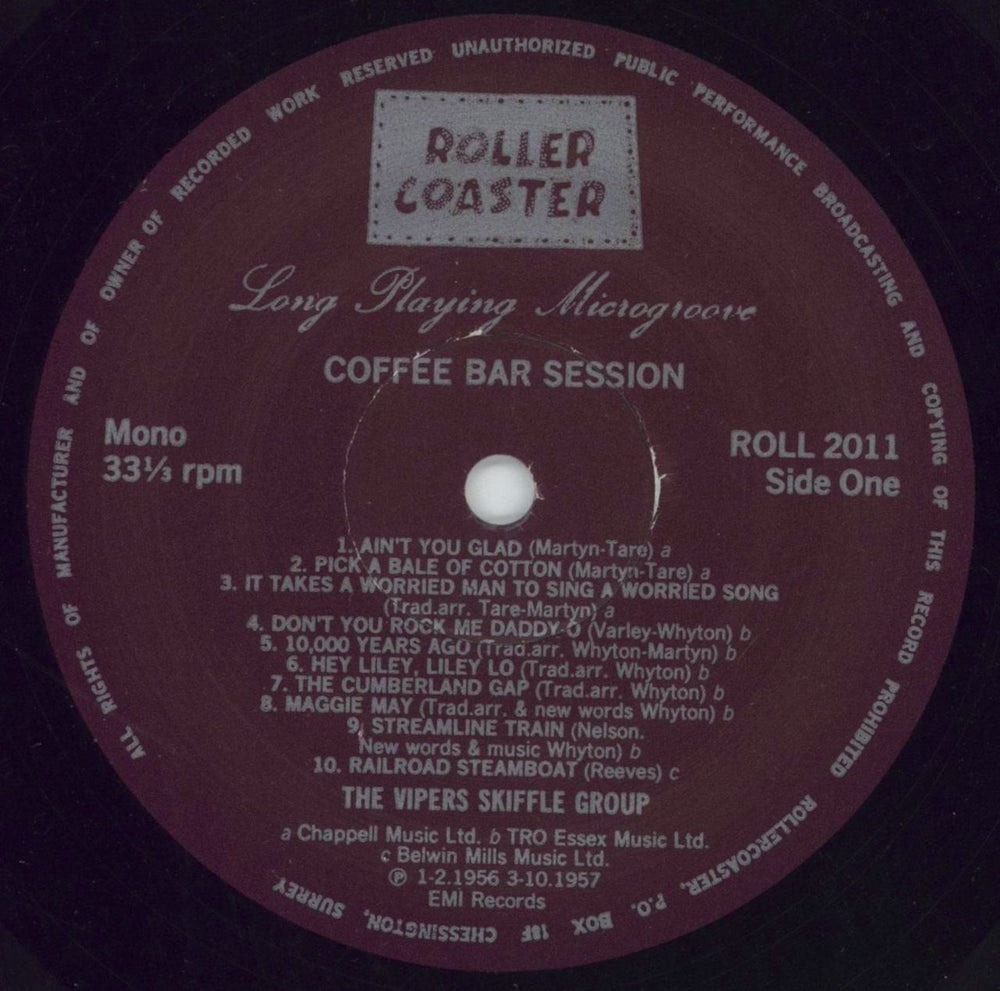 ALL RIGHTS OF MANUFACTURER AND OF OWNER OF RECORDED WORK RESERVED UNAUTHORIZED PUBLIC PERFORMANCE BROADCASTING AND COPYING OF THIS RECORD PROHIBITED
ROLLER
COASTER
Long Playing Microgroove
COFFEE BAR SESSION
Mono
33⅓ rpm
ROLL 2011
Side One
1. AIN'T YOU GLAD (Martyn-Tare) a
2. PICK A BALE OF COTTON (Martyn-Tare) a
3. IT TAKES A WORRIED MAN TO SING A WORRIED SONG
(Trad.arr. Tare-Martyn) a
4. DON'T YOU ROCK ME DADDY-O (Varley-Whyton) b
5. 10,000 YEARS AGO (Trad.arr. Whyton-Martyn) b
6. HEY LILEY, LILEY LO (Trad.arr. Whyton) b
7. THE CUMBERLAND GAP (Trad.arr. Whyton) b
8. MAGGIE MAY (Trad.arr. & new words Whyton) b
9. STREAMLINE TRAIN (Nelson.
New words & music Whyton) b
10. RAILROAD STEAMBOAT (Reeves) c
THE VIPERS SKIFFLE GROUP
a Chappell Music Ltd. b TRO Essex Music Ltd.
c Belwin Mills Music Ltd.
℗ 1-2.1956 3-10.1957
EMI Records
ROLLERCOASTER, P.O. BOX 18F CHESSINGTON, SURREY